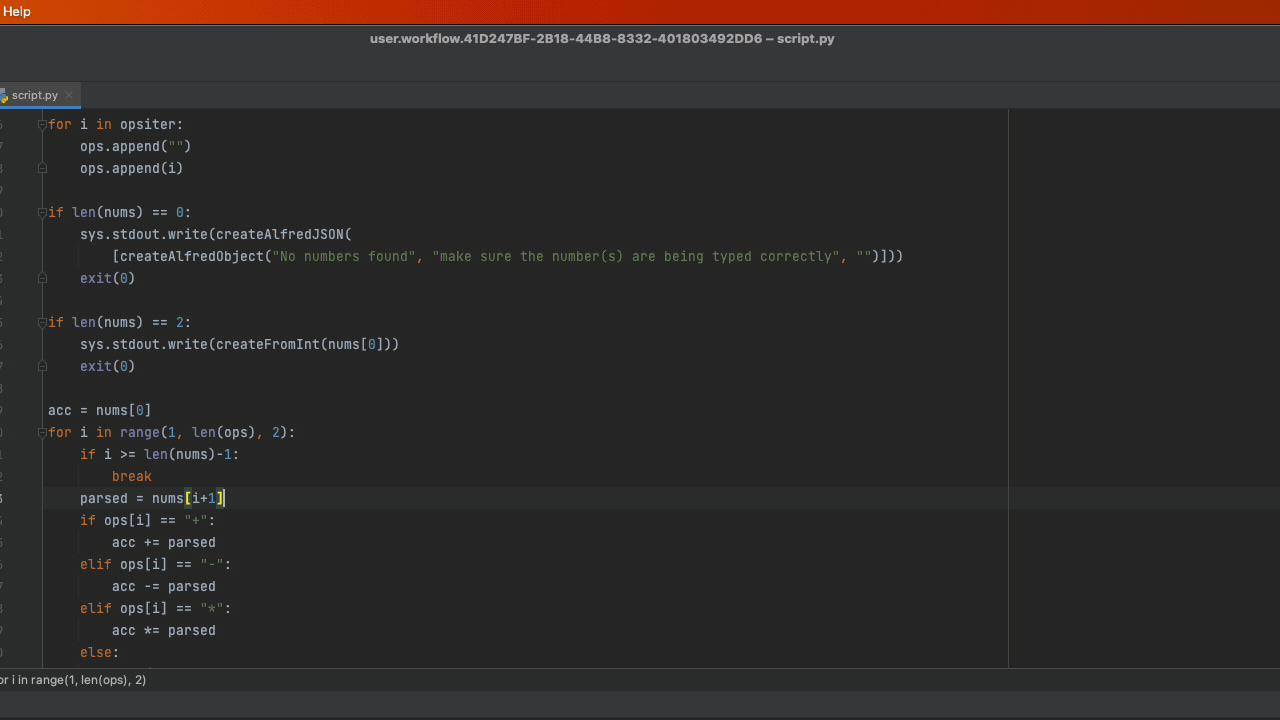 Help
user.workflow.41D247BF-2B18-44B8-8332-401803492DD6 – script.py
script.py
for i in opsiter:
ops.append("")
ops.append(i)
if len(nums) == 0:
sys.stdout.write(createAlfredJSON(
[createAlfredObject("No numbers found", "make sure the number(s) are being typed correctly", "")]))
exit(0)
if len(nums) == 2:
sys.stdout.write(createFromInt(nums[0]))
exit(0)
acc = nums[0]
for i in range(1, len(ops), 2):
if i >= len(nums)-1:
break
parsed = nums[i+1]
if ops[i] == "+":
acc += parsed
elif ops[i] == "-":
acc -= parsed
elif ops[i] == "*":
acc *= parsed
else:
or i in range(1, len(ops), 2)